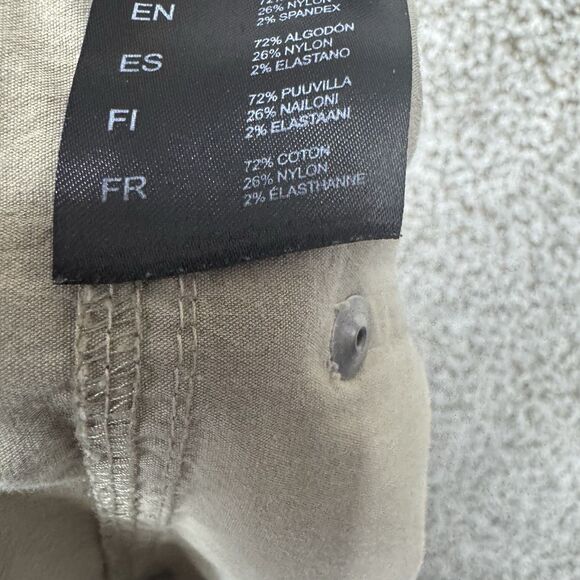 EN
26% NYLON
2% SPANDEX
ES
72% ALGODÓN
26% NYLON
2% ELASTANO
FI
72% PUUVILLA
26% NAILONI
2% ELASTAANI
FR
72% COTON
26% NYLON
2% ÉLASTHANNE